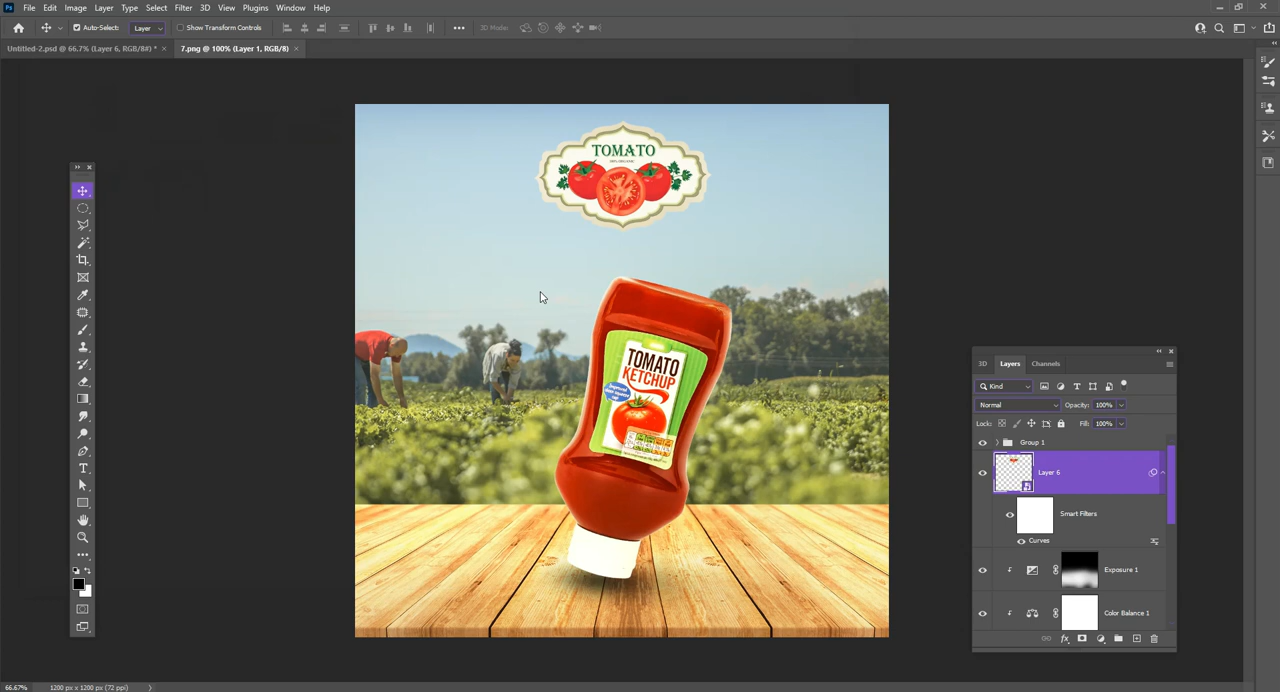 Ps File Edit Image Layer Type Select Filter 3D View Plugins Window Help
Auto-Select: Layer Show Transform Controls ••• 3D Mode:
Untitled-2.psd @ 66.7% (Layer 6, RGB/8#) * × 7.png @ 100% (Layer 1, RGB/8) ×
TOMATO
TOMATO
KETCHUP
3D Layers Channels
Kind
Normal Opacity: 100%
Lock: Fill: 100%
Group 1
Layer 6
Smart Filters
Curves
Exposure 1
Color Balance 1
fx
66.67% 1200 px x 1200 px (72 ppi)